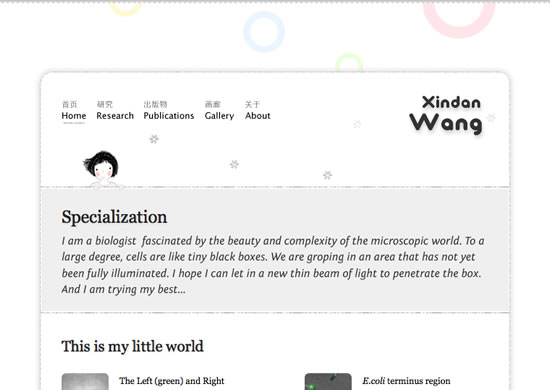 首页 研究 出版物 画廊 关于
Home Research Publications Gallery About
Xindan
Wang
Specialization
I am a biologist fascinated by the beauty and complexity of the microscopic world. To a
large degree, cells are like tiny black boxes. We are groping in an area that has not yet
been fully illuminated. I hope I can let in a new thin beam of light to penetrate the box.
And I am trying my best...
This is my little world
The Left (green) and Right
E.coli terminus region